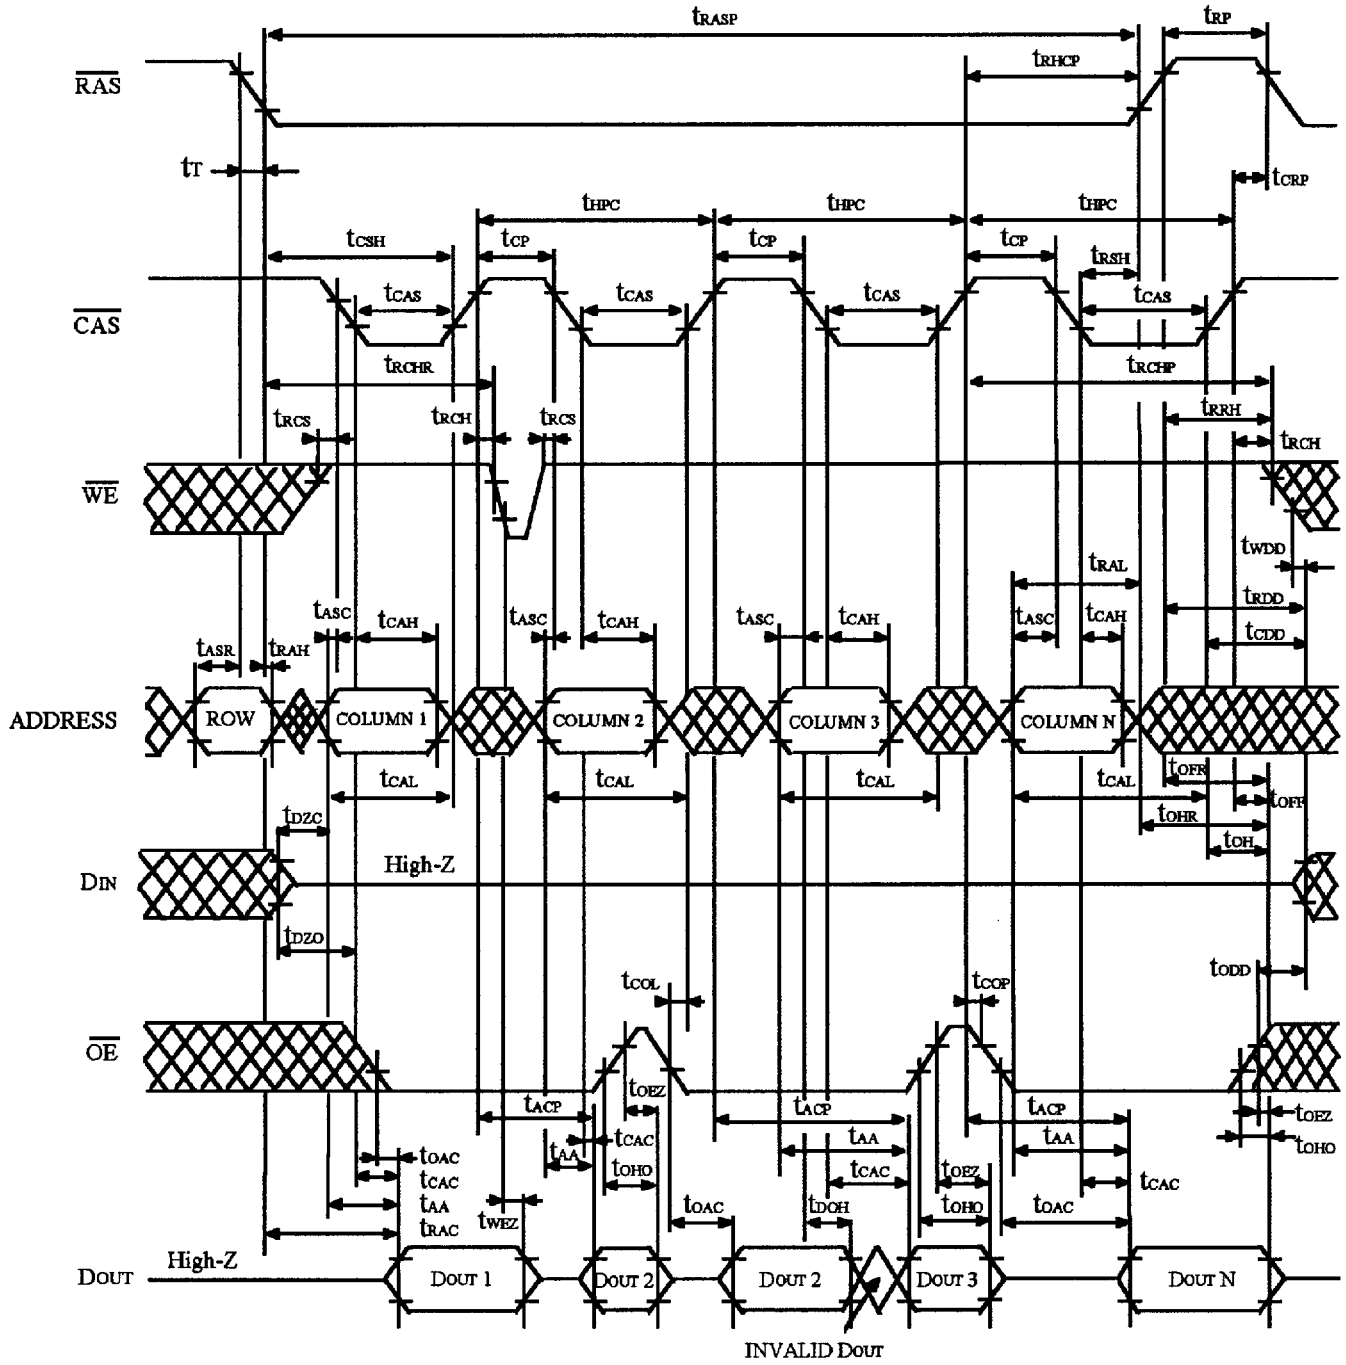 tRASP
tRP
tRHCP
RAS
tT
tCRP
tHPC tHPC tHPC
tCSH tCP tCP tCP tRSH
tCAS tCAS tCAS tCAS
CAS
tRCHR tRCHP
tRCS tRCH tRCS tRRH
tRCH
WE
tWDD
tRAL
tRDD
tASC tCAH tASC tCAH tASC tCAH tASC tCAH tCDD
tASR tRAH
ADDRESS ROW COLUMN 1 COLUMN 2 COLUMN 3 COLUMN N
tOFR
tCAL tCAL tCAL tCAL tOFF
tDZC tOHR
tOH
DIN High-Z
tDZO
tODD
tCOL tCOP
OE
tOEZ
tACP tACP tACP tOEZ
tCAC tAA tAA tOHO
tOAC tAA tOHO tCAC tOEZ
tCAC tCAC
tAA tWEZ tOAC tDOH tOHO tOAC
tRAC
High-Z
DOUT DOUT 1 DOUT 2 DOUT 2 DOUT 3 DOUT N
INVALID DOUT